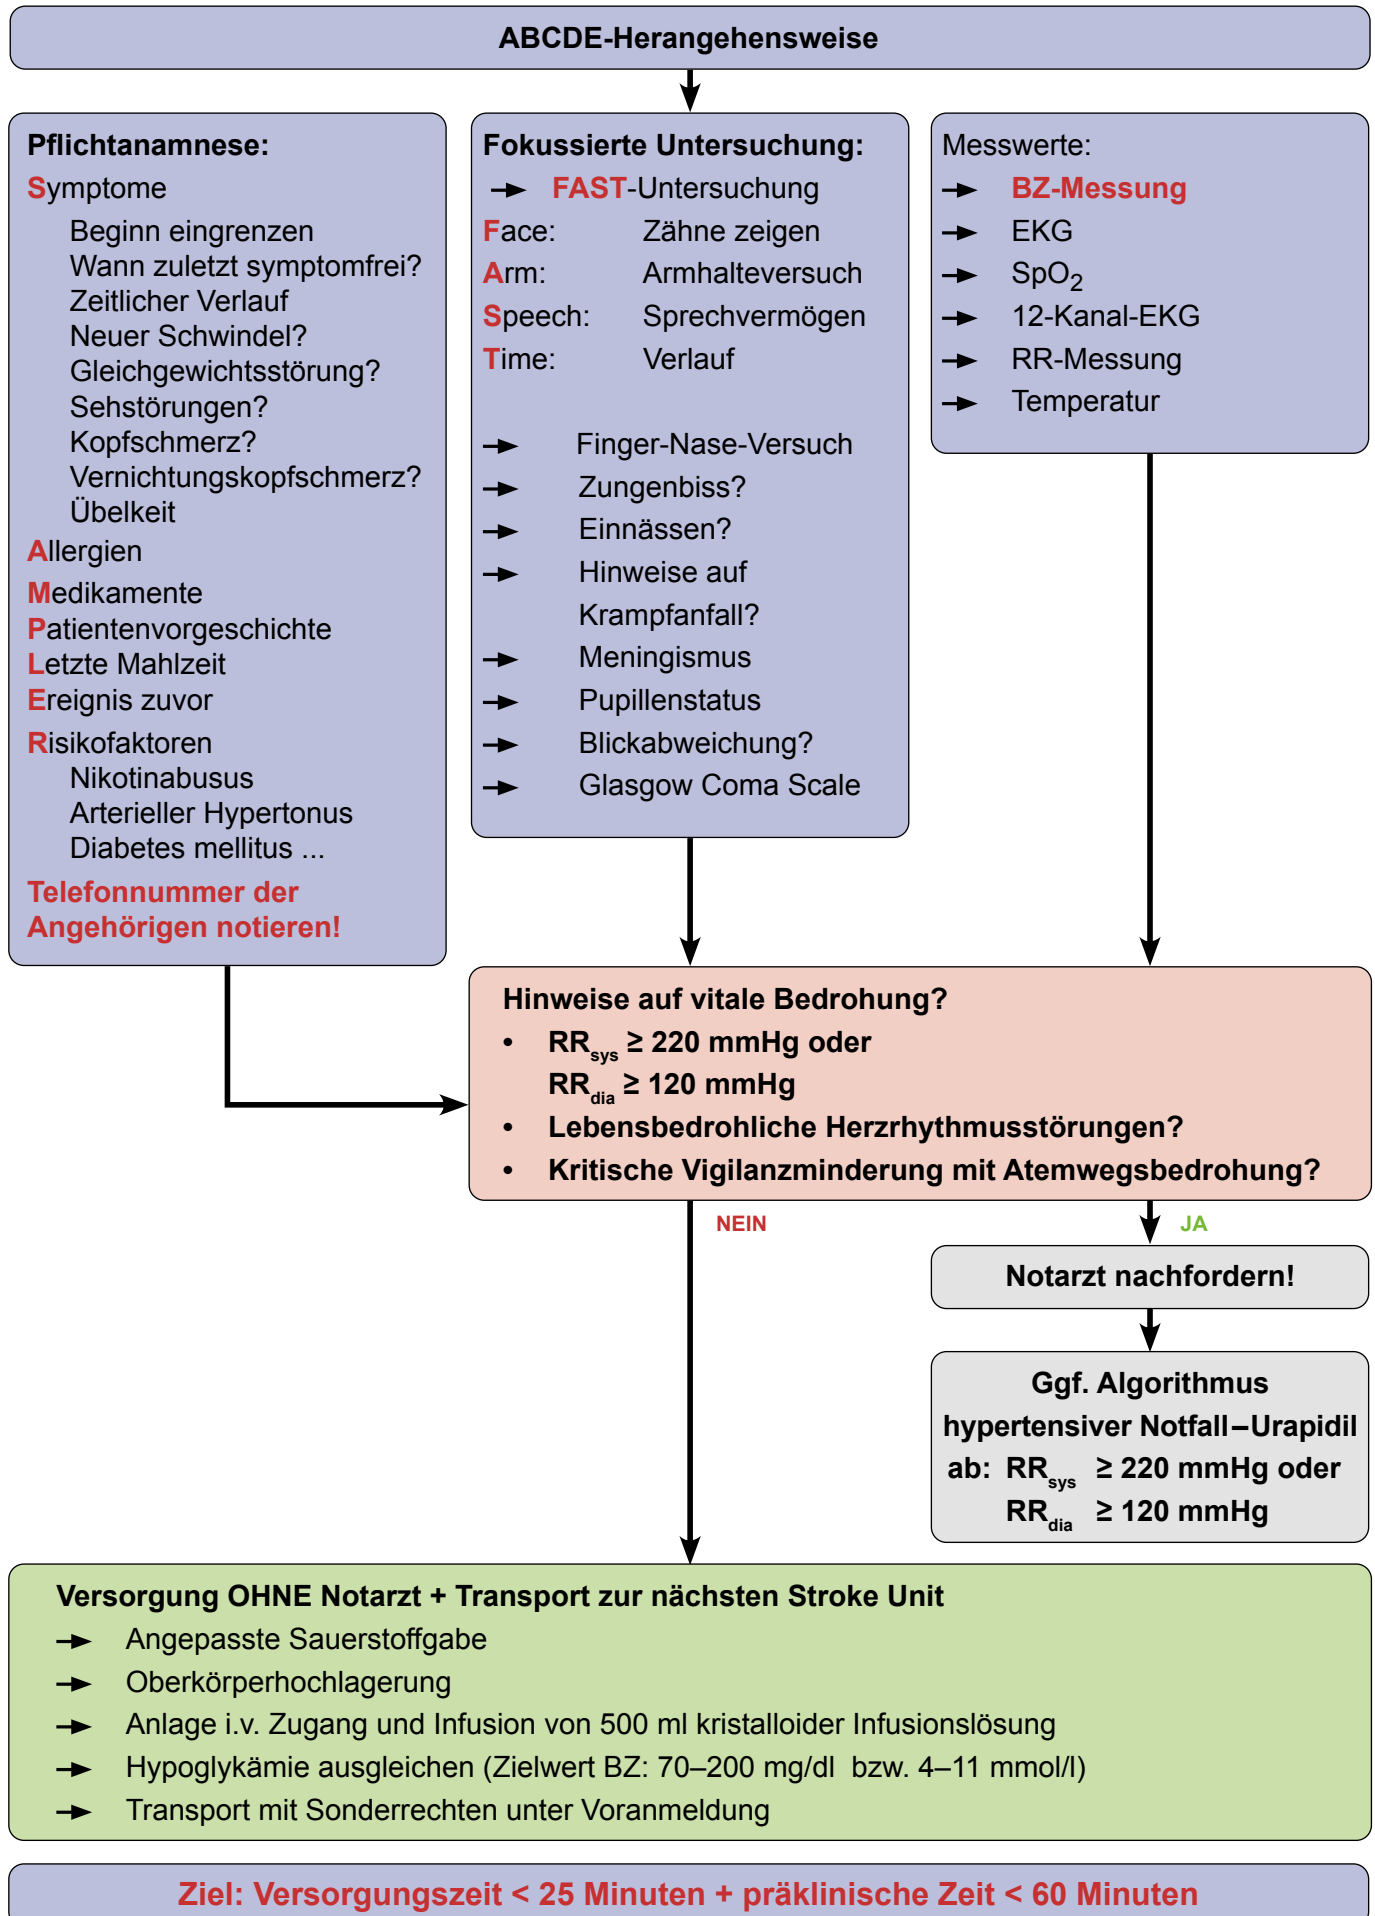 ABCDE-Herangehensweise
Pflichtanamnese:
Symptome
Beginn eingrenzen
Wann zuletzt symptomfrei?
Zeitlicher Verlauf
Neuer Schwindel?
Gleichgewichtsstörung?
Sehstörungen?
Kopfschmerz?
Vernichtungskopfschmerz?
Übelkeit
Allergien
Medikamente
Patientenvorgeschichte
Letzte Mahlzeit
Ereignis zuvor
Risikofaktoren
Nikotinabusus
Arterieller Hypertonus
Diabetes mellitus ...
Telefonnummer der
Angehörigen notieren!
Fokussierte Untersuchung:
→ FAST-Untersuchung
Face: Zähne zeigen
Arm: Armhalteversuch
Speech: Sprechvermögen
Time: Verlauf
→ Finger-Nase-Versuch
→ Zungenbiss?
→ Einnässen?
→ Hinweise auf
Krampfanfall?
→ Meningismus
→ Pupillenstatus
→ Blickabweichung?
→ Glasgow Coma Scale
Messwerte:
→ BZ-Messung
→ EKG
→ SpO2
→ 12-Kanal-EKG
→ RR-Messung
→ Temperatur
Hinweise auf vitale Bedrohung?
• RRsys ≥ 220 mmHg oder
RRdia ≥ 120 mmHg
• Lebensbedrohliche Herzrhythmusstörungen?
• Kritische Vigilanzminderung mit Atemwegsbedrohung?
NEIN
JA
Notarzt nachfordern!
Ggf. Algorithmus
hypertensiver Notfall–Urapidil
ab: RRsys ≥ 220 mmHg oder
RRdia ≥ 120 mmHg
Versorgung OHNE Notarzt + Transport zur nächsten Stroke Unit
→ Angepasste Sauerstoffgabe
→ Oberkörperhochlagerung
→ Anlage i.v. Zugang und Infusion von 500 ml kristalloider Infusionslösung
→ Hypoglykämie ausgleichen (Zielwert BZ: 70–200 mg/dl bzw. 4–11 mmol/l)
→ Transport mit Sonderrechten unter Voranmeldung
Ziel: Versorgungszeit < 25 Minuten + präklinische Zeit < 60 Minuten